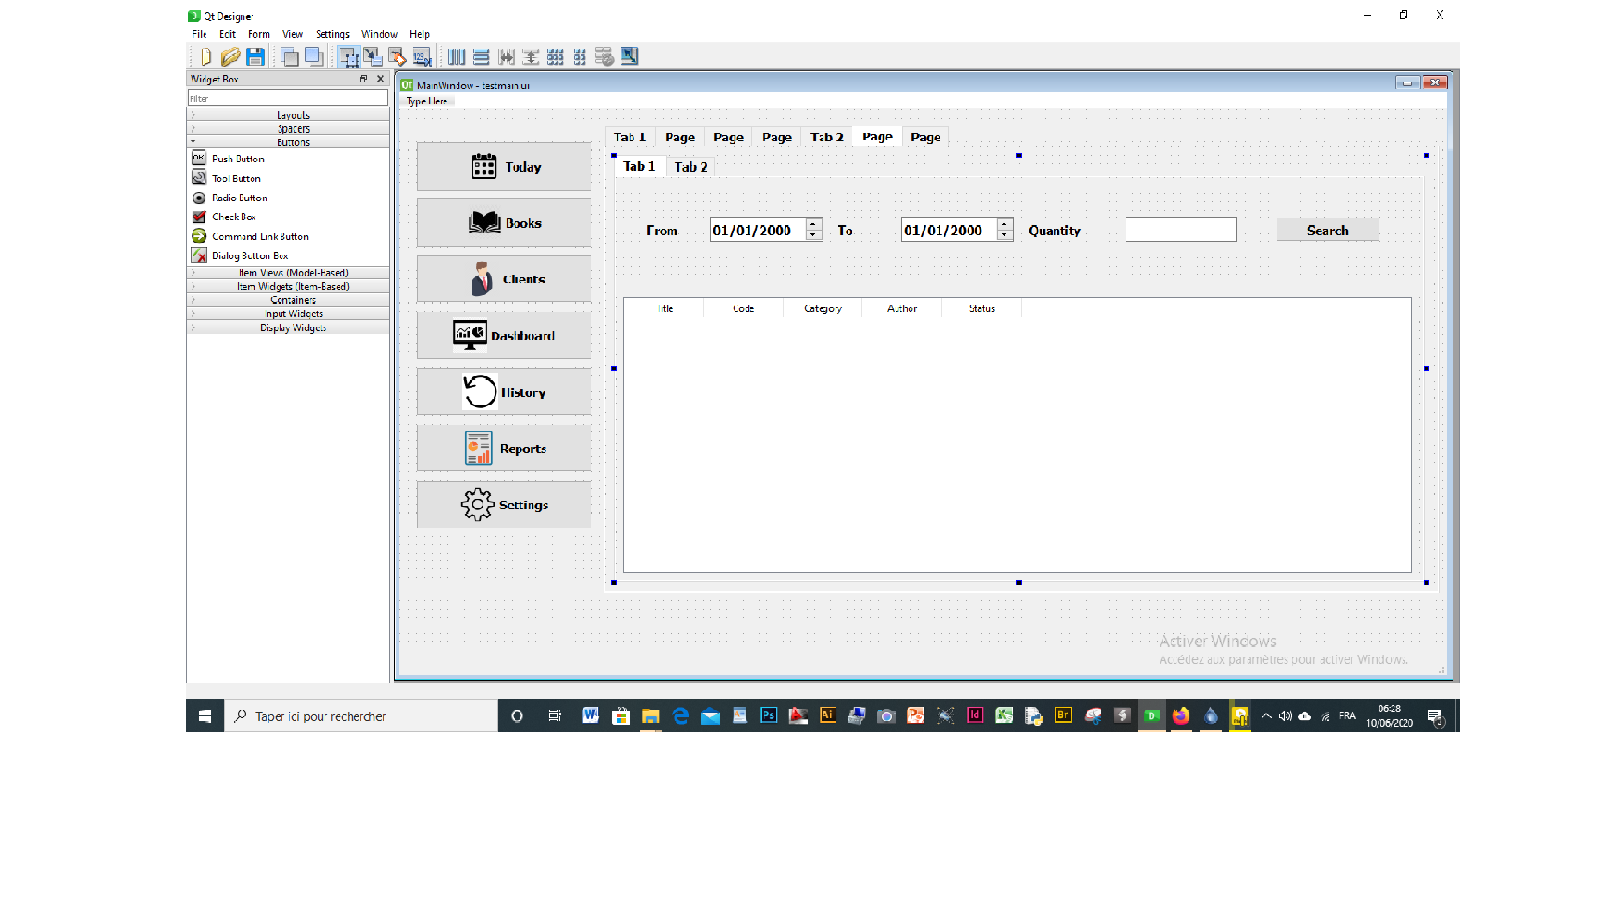 Qt Designer
File Edit Form View Settings Window Help
Widget Box
Filter
Layouts
Spacers
Buttons
Push Button
Tool Button
Radio Button
Check Box
Command Link Button
Dialog Button Box
Item Views (Model-Based)
Item Widgets (Item-Based)
Containers
Input Widgets
Display Widgets
MainWindow - testmain.ui
Type Here
Today
Books
Clients
Dashboard
History
Reports
Settings
Tab 1 Page Page Page Tab 2 Page Page
Tab 1 Tab 2
From 01/01/2000 To 01/01/2000 Quantity Search
Title Code Category Author Status
Activer Windows
Accédez aux paramètres pour activer Windows.
Taper ici pour rechercher
FRA
06:28
10/06/2020